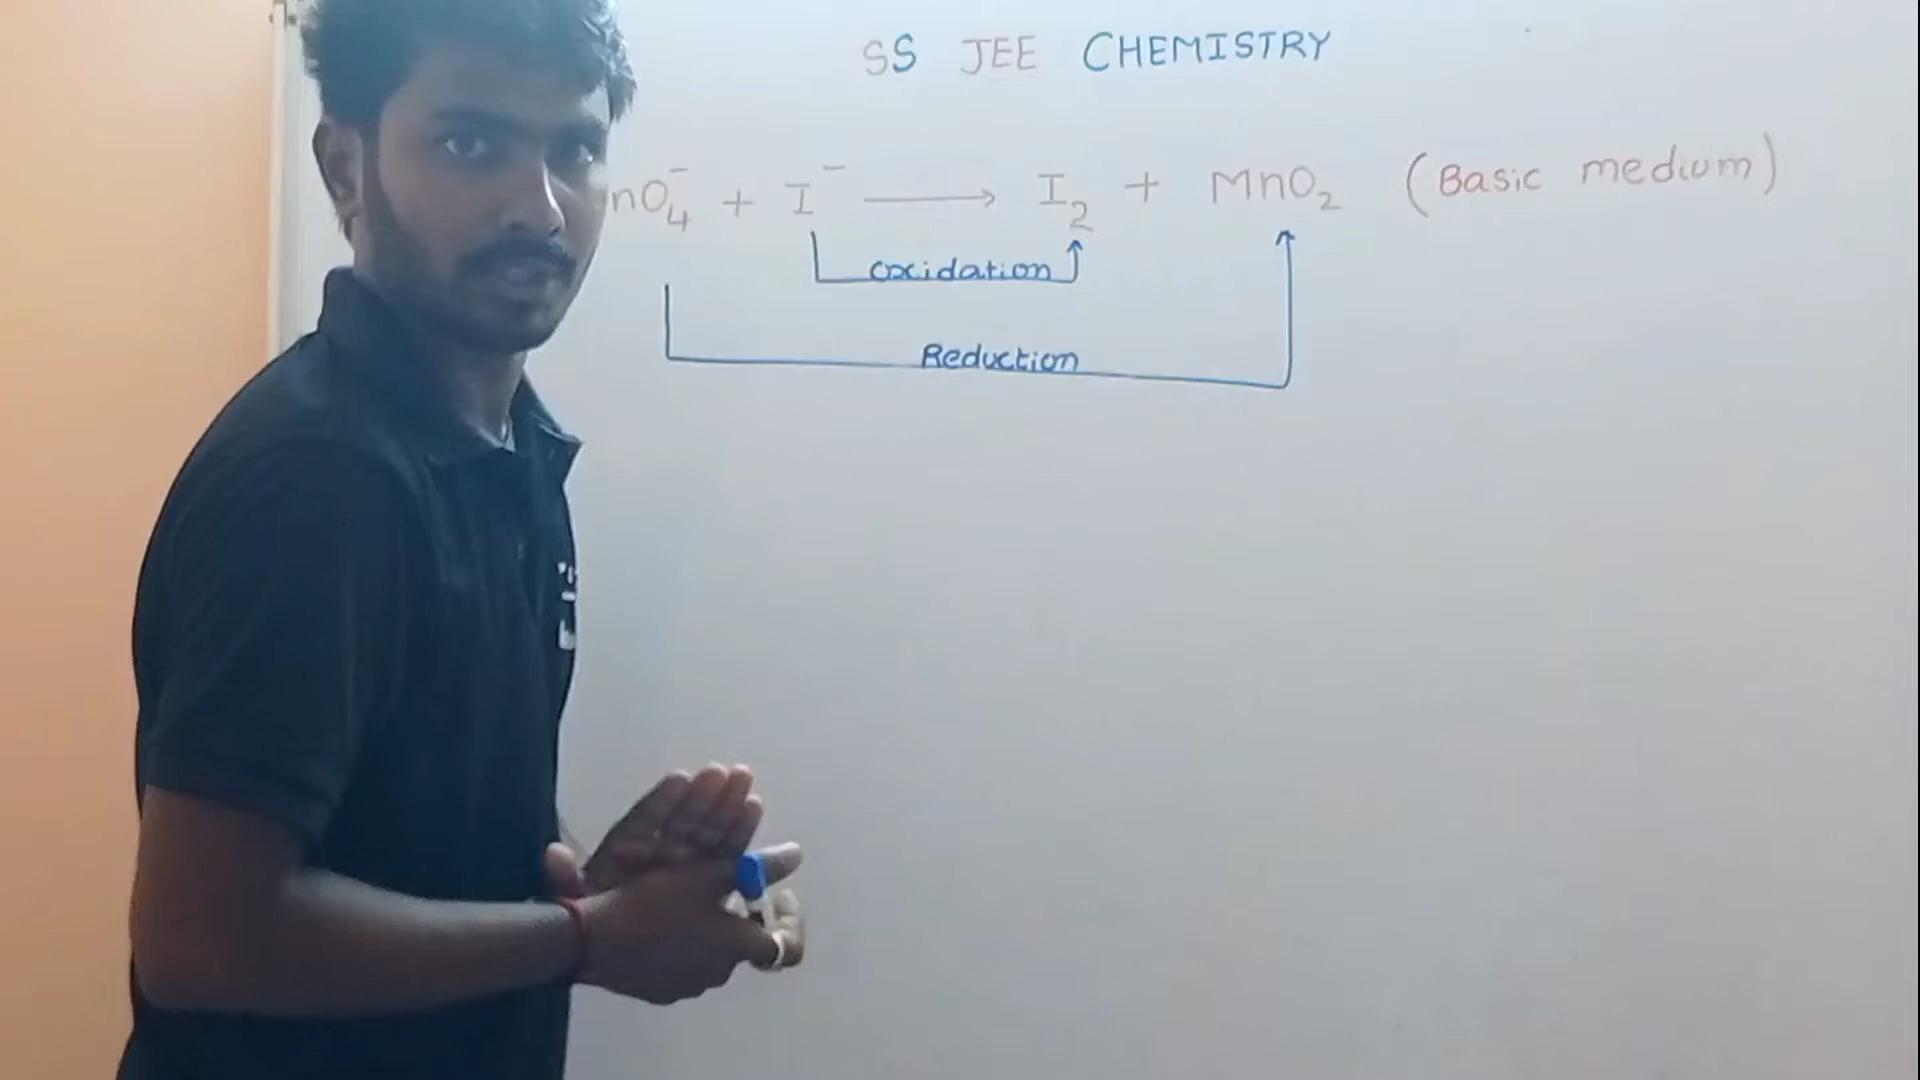 SS JEE CHEMISTRY
nO₄⁻ + I⁻ ⟶ I₂ + MnO₂ (Basic medium)
oxidation
Reduction